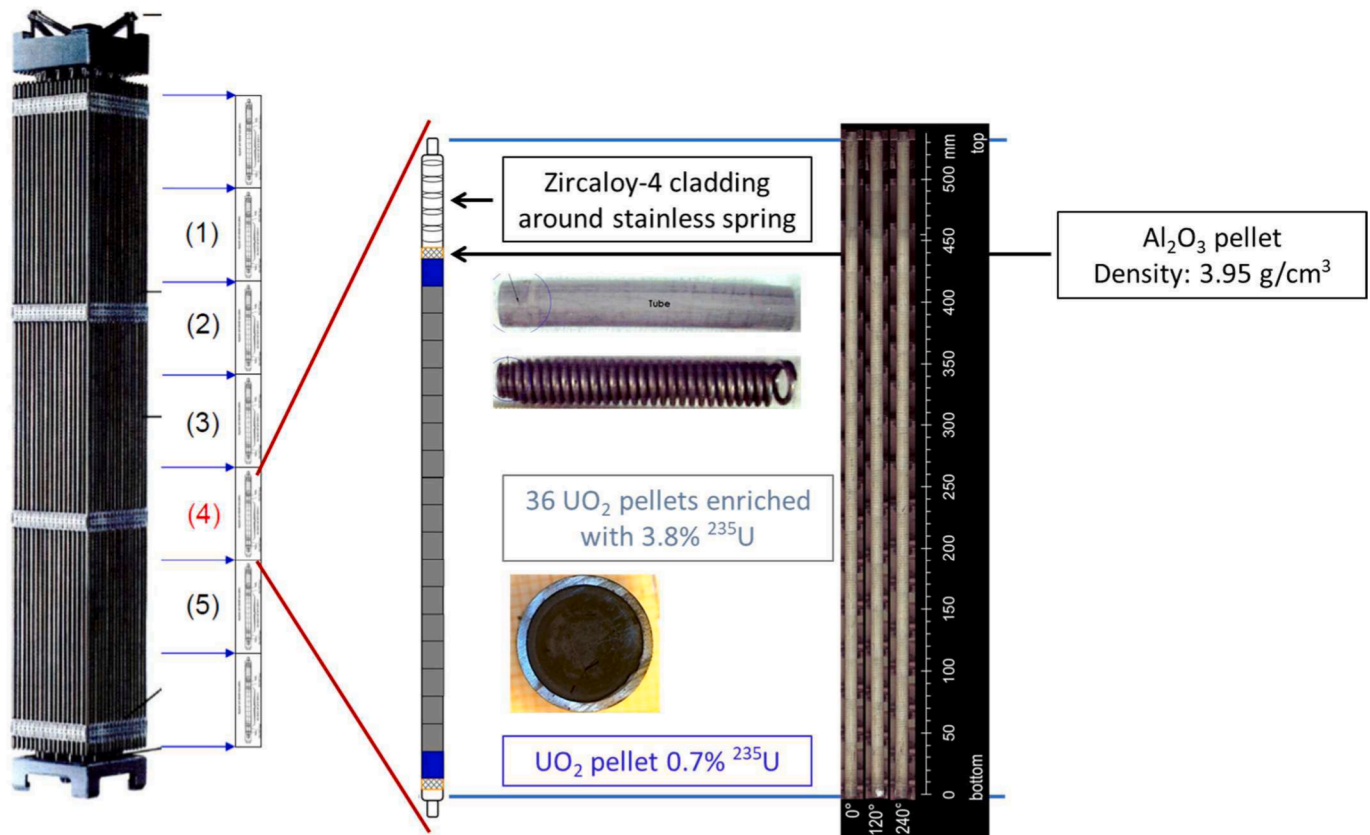 (1)
(2)
(3)
(4)
(5)
Zircaloy-4 cladding
around stainless spring
Tube
36 UO₂ pellets enriched
with 3.8% ²³⁵U
UO₂ pellet 0.7% ²³⁵U
top
500 mm
450
400
350
300
250
200
150
100
50
0
bottom
0°
120°
240°
Al₂O₃ pellet
Density: 3.95 g/cm³